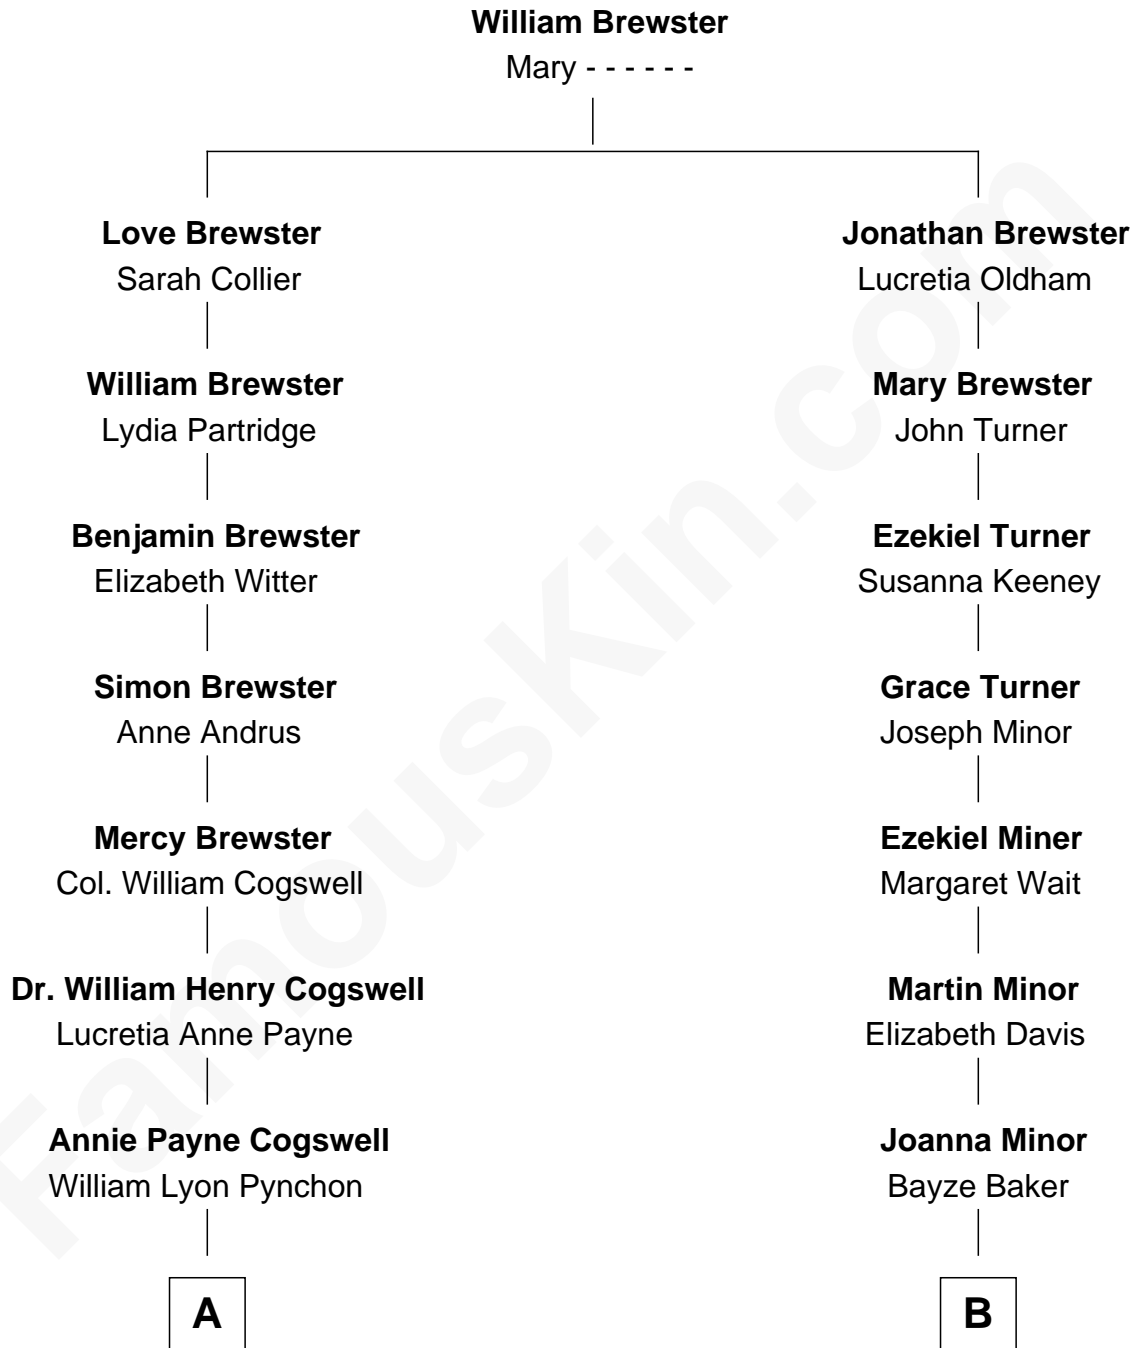 William Brewster
Mary - - - - - -
Love Brewster
Sarah Collier
Jonathan Brewster
Lucretia Oldham
William Brewster
Lydia Partridge
Mary Brewster
John Turner
Benjamin Brewster
Elizabeth Witter
Ezekiel Turner
Susanna Keeney
Simon Brewster
Anne Andrus
Grace Turner
Joseph Minor
Mercy Brewster
Col. William Cogswell
Ezekiel Miner
Margaret Wait
Dr. William Henry Cogswell
Lucretia Anne Payne
Martin Minor
Elizabeth Davis
Annie Payne Cogswell
William Lyon Pynchon
Joanna Minor
Bayze Baker
A
B
FamousKin.com